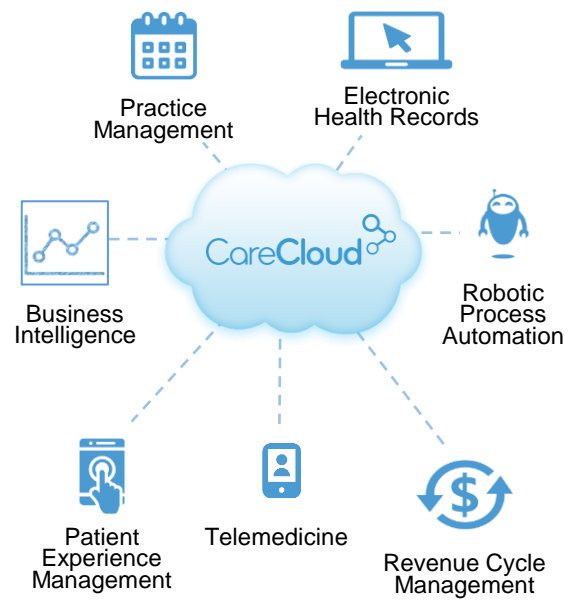 Practice
Management
Electronic
Health Records
CareCloud
Business
Intelligence
Robotic
Process
Automation
Patient
Experience
Management
Telemedicine
$
Revenue Cycle
Management